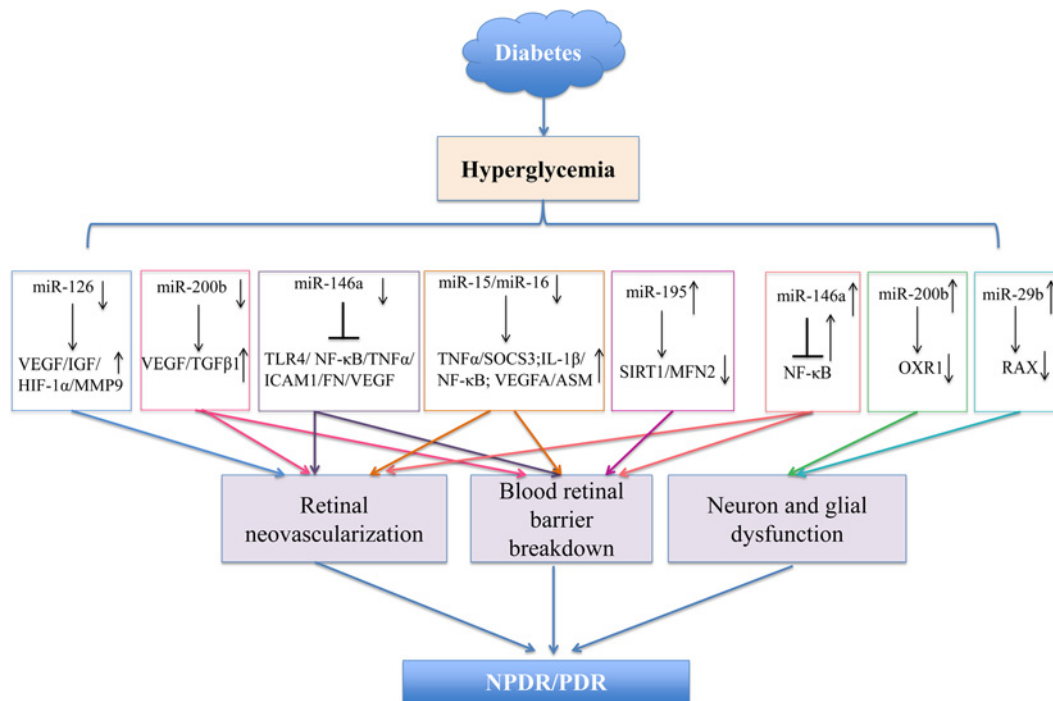 Diabetes
Hyperglycemia
miR-126
VEGF/IGF/
HIF-1α/MMP9
miR-200b
VEGF/TGFβ1
miR-146a
TLR4/ NF-κB/TNFα/
ICAM1/FN/VEGF
miR-15/miR-16
TNFα/SOCS3;IL-1β/
NF-κB; VEGFA/ASM
miR-195
SIRT1/MFN2
miR-146a
NF-κB
miR-200b
OXR1
miR-29b
RAX
Retinal
neovascularization
Blood retinal
barrier
breakdown
Neuron and glial
dysfunction
NPDR/PDR